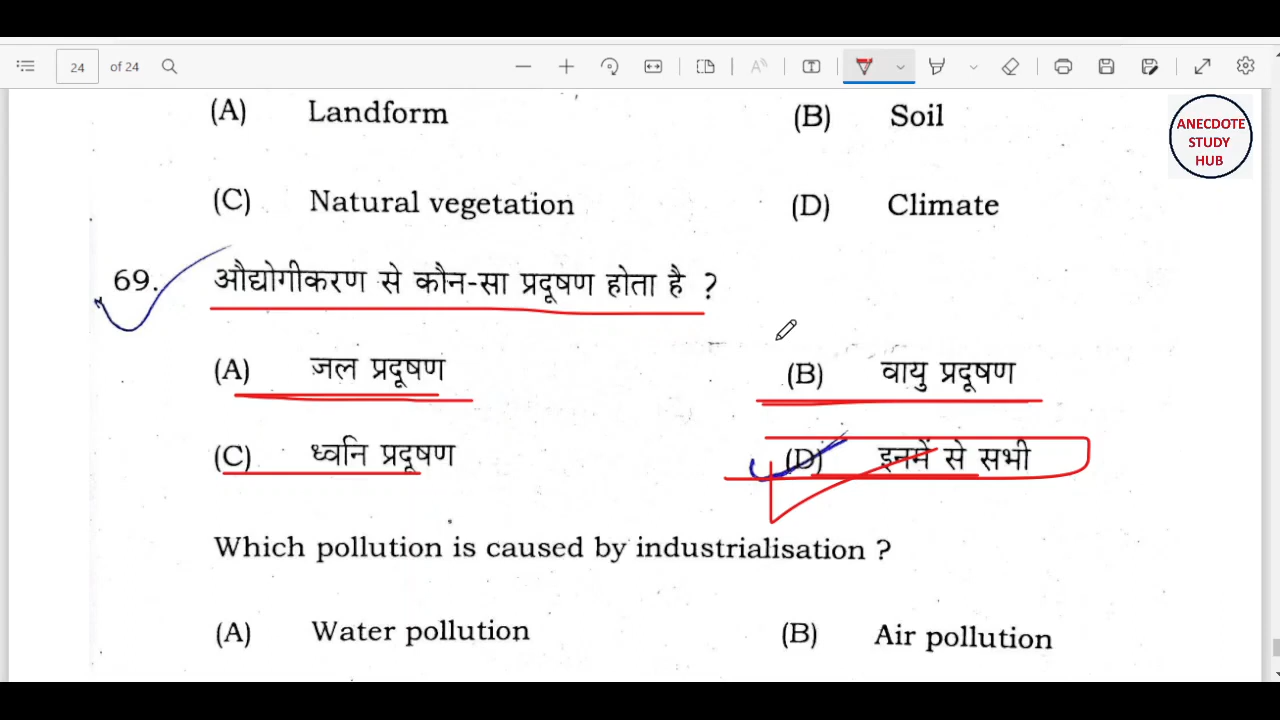 24 of 24
(A) Landform (B) Soil
ANECDOTE
STUDY
HUB
(C) Natural vegetation (D) Climate
69. औद्योगीकरण से कौन-सा प्रदूषण होता है ?
(A) जल प्रदूषण (B) वायु प्रदूषण
(C) ध्वनि प्रदूषण (D) इनमें से सभी
Which pollution is caused by industrialisation ?
(A) Water pollution (B) Air pollution